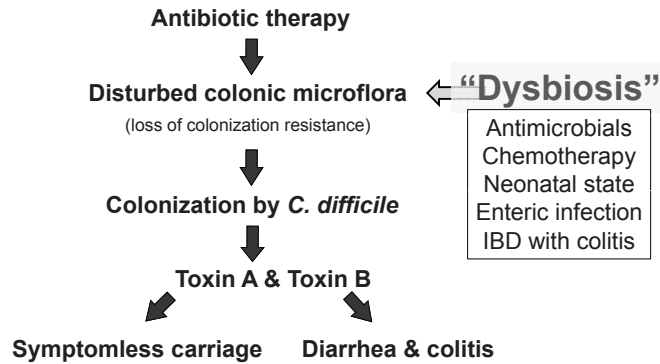 Antibiotic therapy
Disturbed colonic microflora
(loss of colonization resistance)
“Dysbiosis”
Antimicrobials
Chemotherapy
Neonatal state
Enteric infection
IBD with colitis
Colonization by C. difficile
Toxin A & Toxin B
Symptomless carriage
Diarrhea & colitis